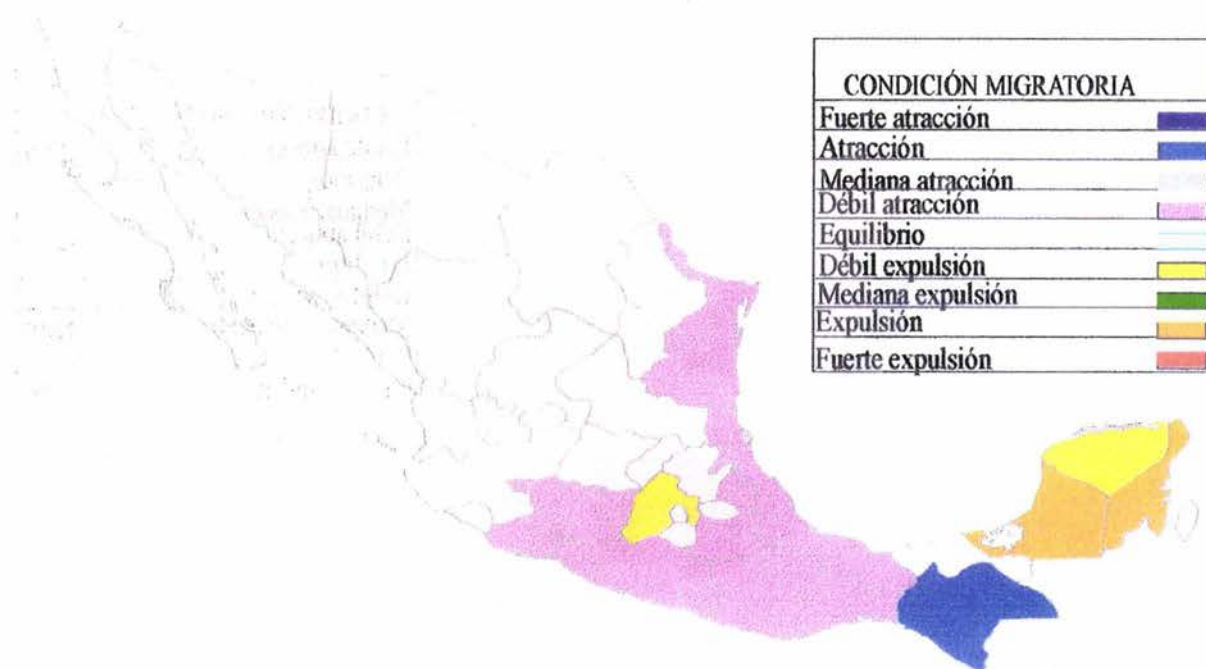 CONDICIÓN MIGRATORIA
Fuerte atracción
Atracción
Mediana atracción
Débil atracción
Equilibrio
Débil expulsión
Mediana expulsión
Expulsión
Fuerte expulsión